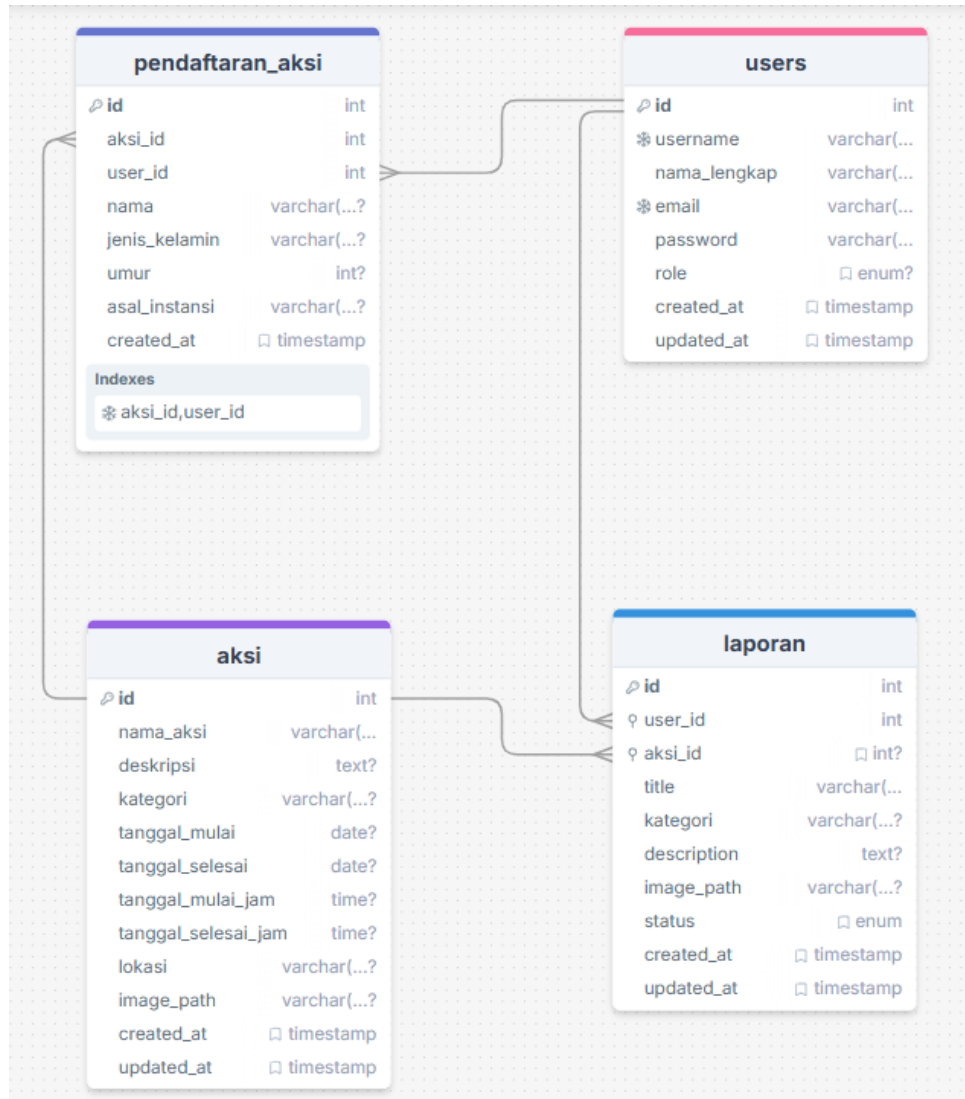 pendaftaran_aksi
id int
aksi_id int
user_id int
nama varchar(...?
jenis_kelamin varchar(...?
umur int?
asal_instansi varchar(...?
created_at timestamp
Indexes
aksi_id,user_id
users
id int
username varchar(...
nama_lengkap varchar(...
email varchar(...
password varchar(...
role enum?
created_at timestamp
updated_at timestamp
aksi
id int
nama_aksi varchar(...
deskripsi text?
kategori varchar(...?
tanggal_mulai date?
tanggal_selesai date?
tanggal_mulai_jam time?
tanggal_selesai_jam time?
lokasi varchar(...?
image_path varchar(...?
created_at timestamp
updated_at timestamp
laporan
id int
user_id int
aksi_id int?
title varchar(...
kategori varchar(...?
description text?
image_path varchar(...?
status enum
created_at timestamp
updated_at timestamp